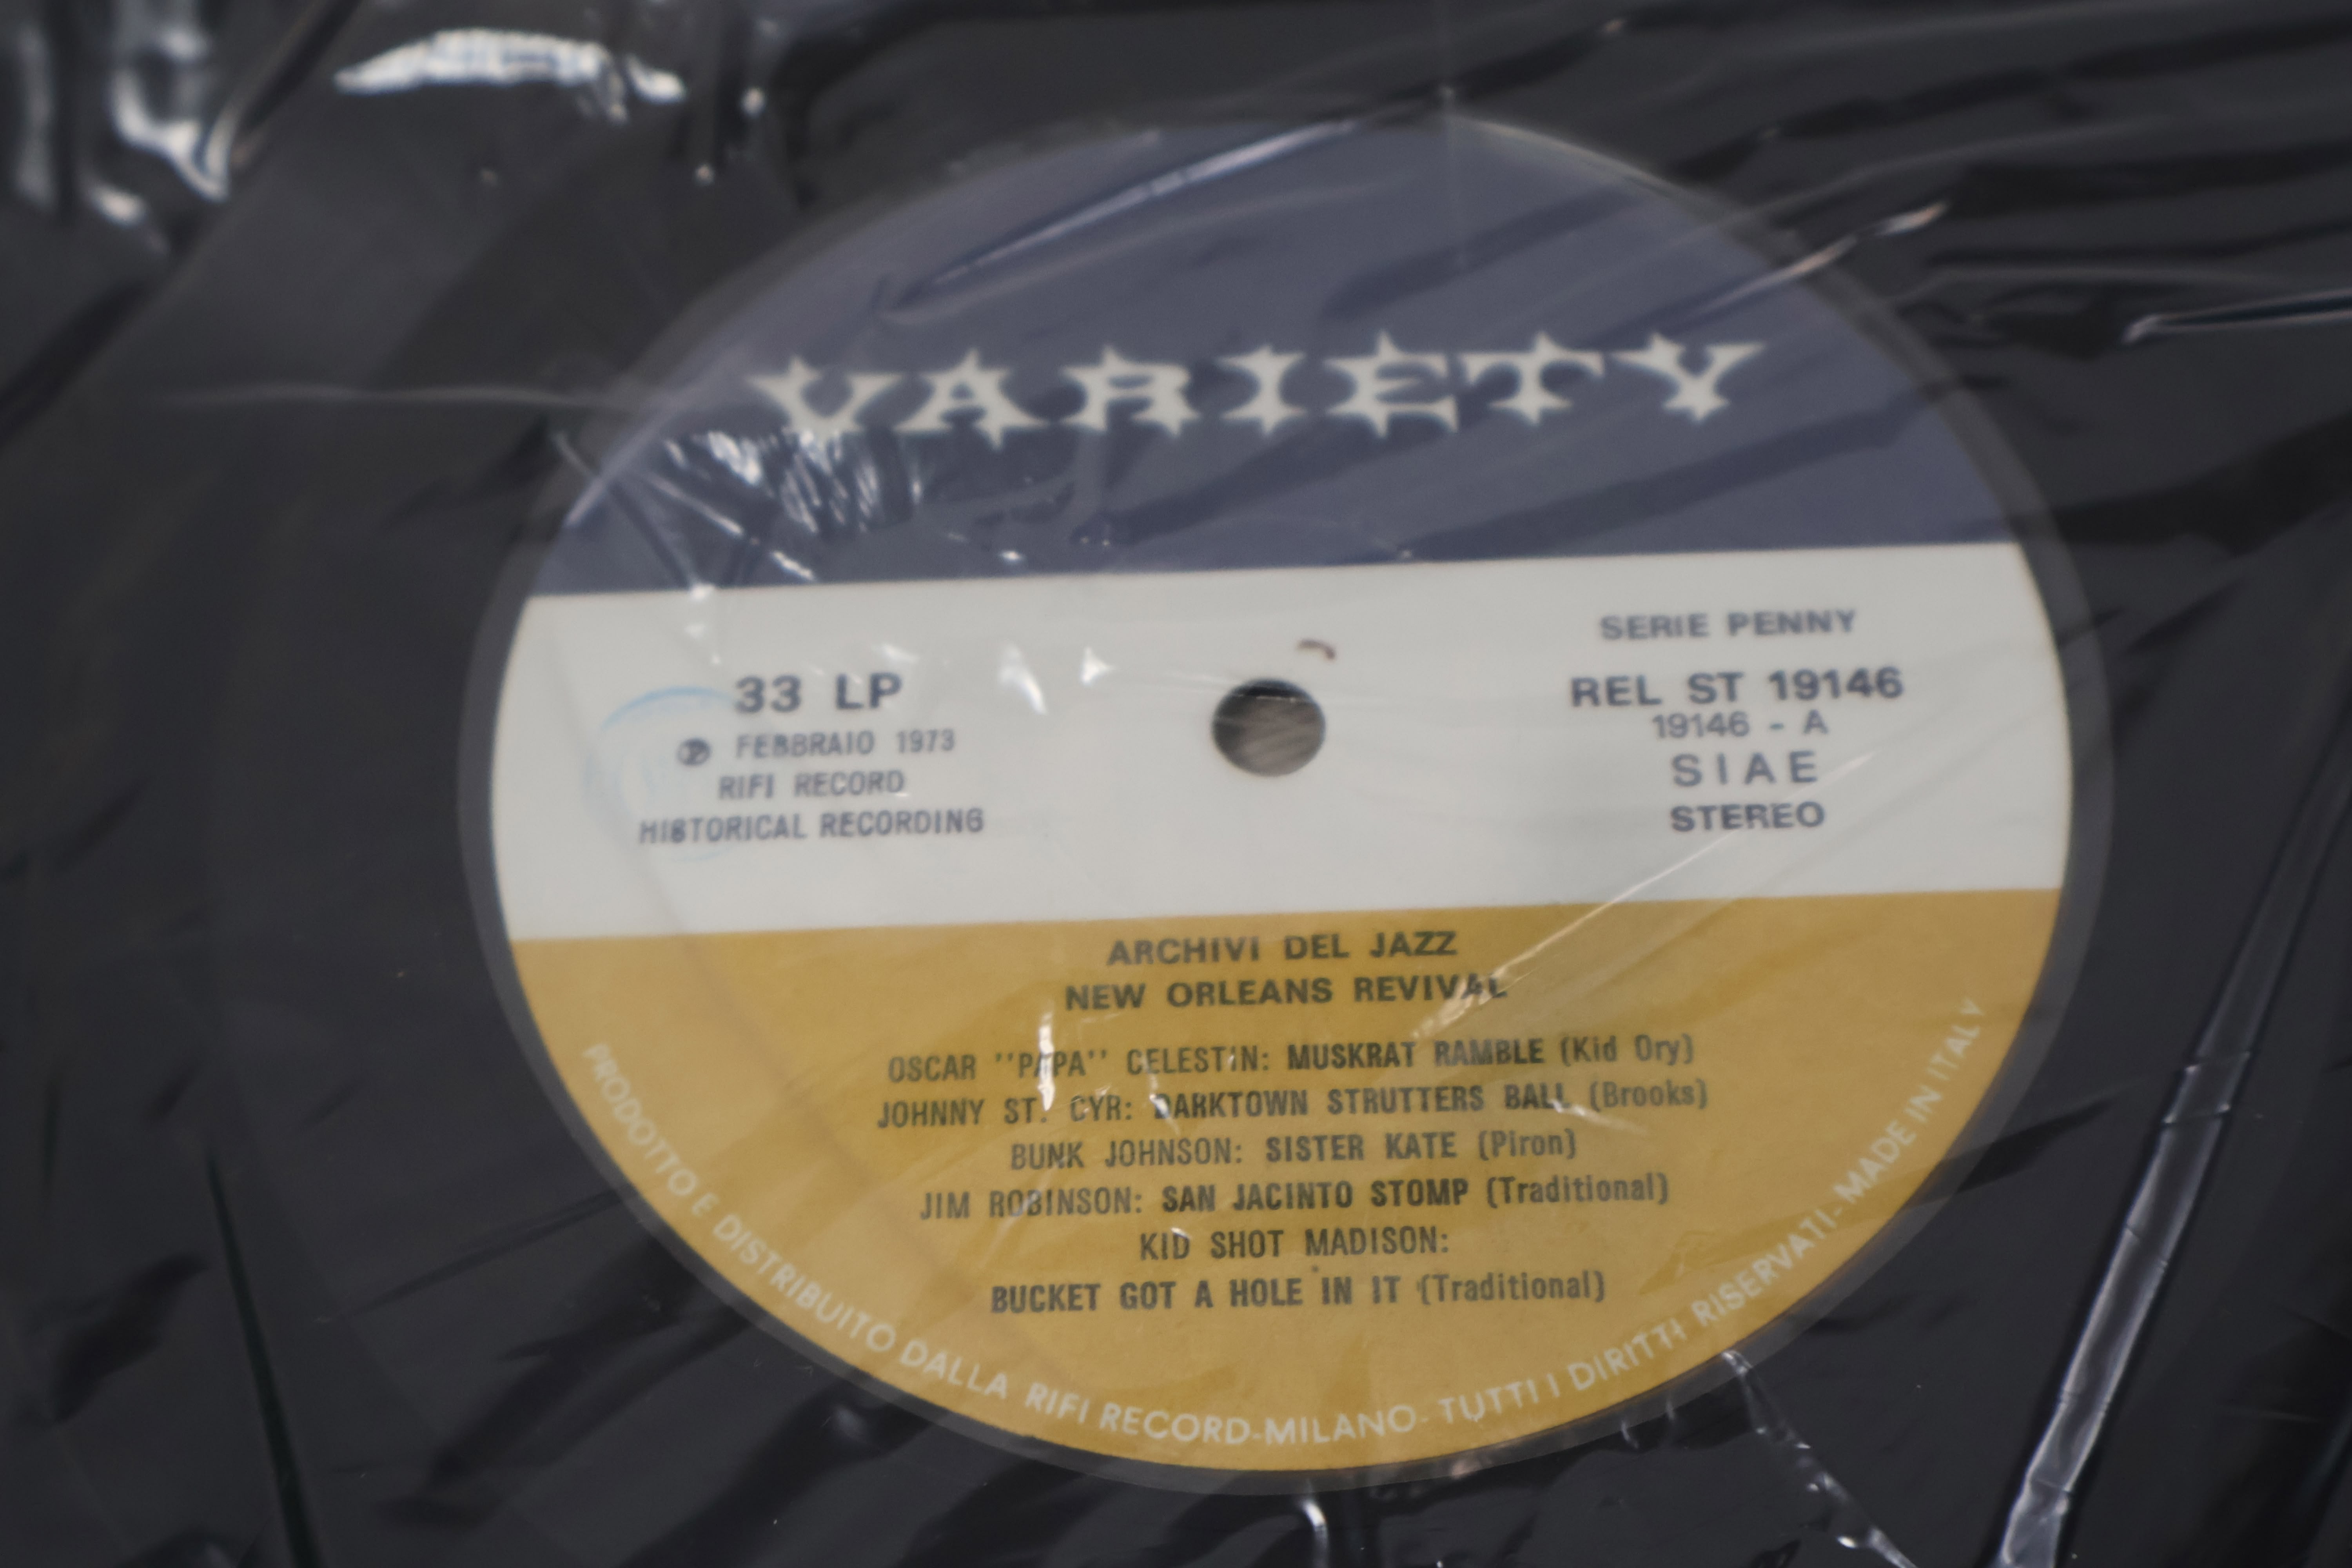 VARIETY
33 LP
℗ FEBBRAIO 1973
RIFI RECORD
HISTORICAL RECORDING
SERIE PENNY
REL ST 19146
19146 - A
SIAE
STEREO
ARCHIVI DEL JAZZ
NEW ORLEANS REVIVAL
OSCAR "PAPA" CELESTIN: MUSKRAT RAMBLE (Kid Ory)
JOHNNY ST. CYR: DARKTOWN STRUTTERS BALL (Brooks)
BUNK JOHNSON: SISTER KATE (Piron)
JIM ROBINSON: SAN JACINTO STOMP (Traditional)
KID SHOT MADISON:
BUCKET GOT A HOLE IN IT (Traditional)
PRODOTTO E DISTRIBUITO DALLA RIFI RECORD-MILANO- TUTTI I DIRITTI RISERVATI- MADE IN ITALY